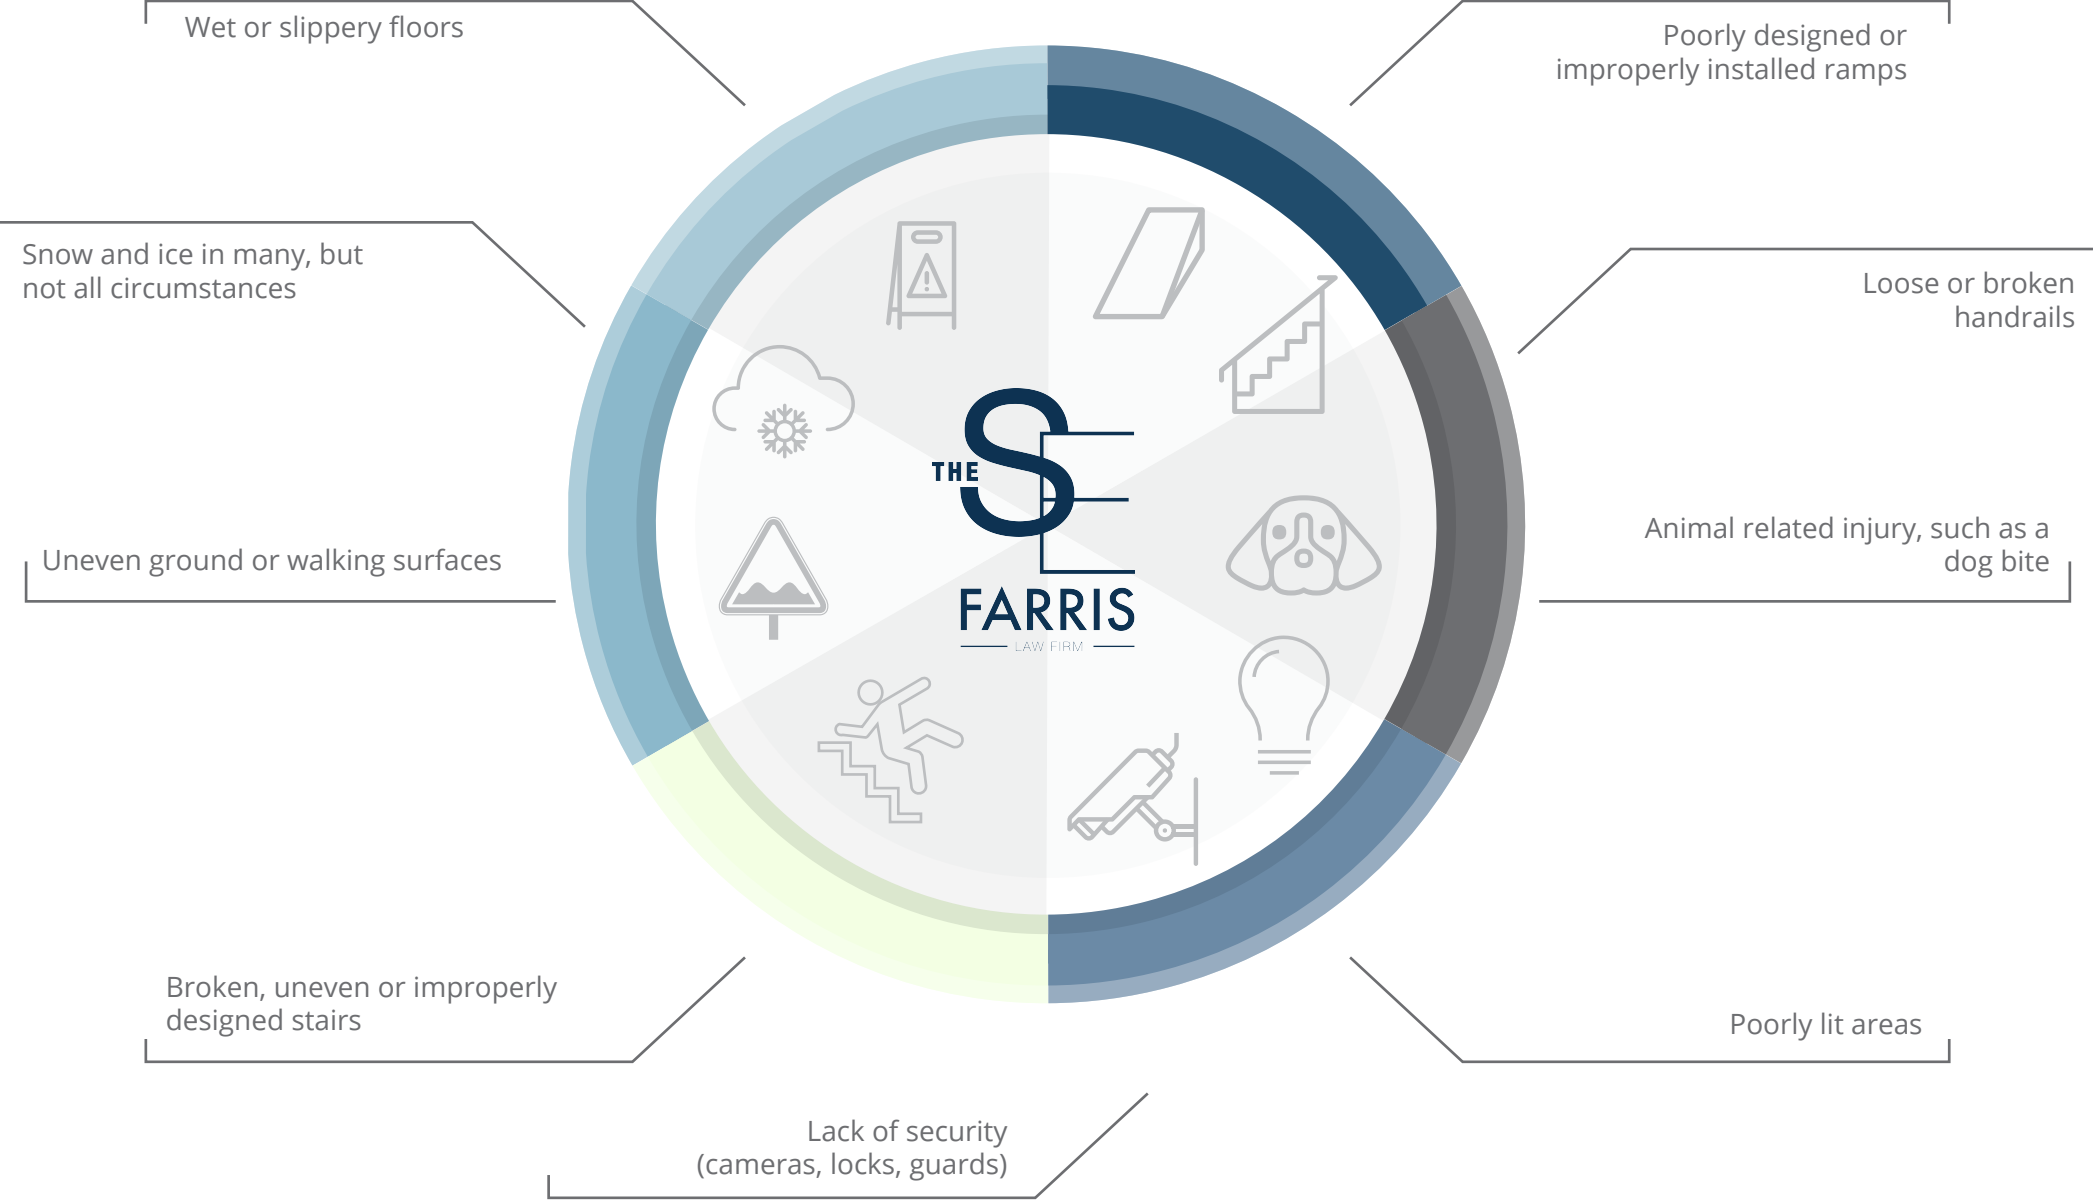 Wet or slippery floors
Poorly designed or
improperly installed ramps
Snow and ice in many, but
not all circumstances
Loose or broken
handrails
THE
SE
FARRIS
LAW FIRM
Uneven ground or walking surfaces
Animal related injury, such as a
dog bite
Broken, uneven or improperly
designed stairs
Poorly lit areas
Lack of security
(cameras, locks, guards)